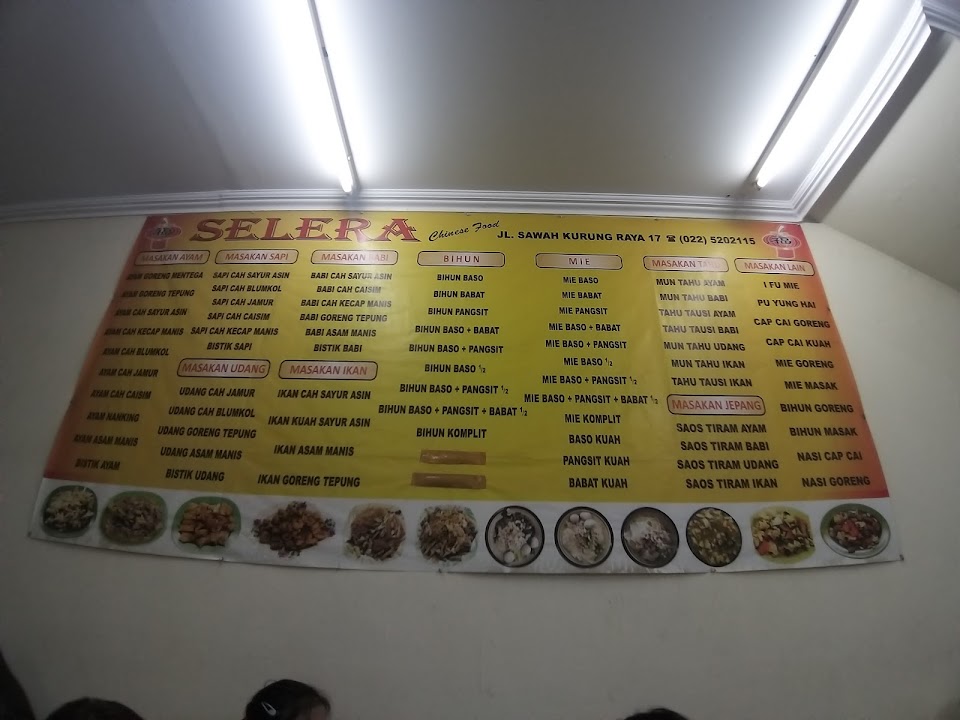 SELERA
Chinese Food
JL. SAWAH KURUNG RAYA 17 ☎ (022) 5202115
MASAKAN AYAM
AYAM GORENG MENTEGA
AYAM GORENG TEPUNG
AYAM CAH SAYUR ASIN
AYAM CAH KECAP MANIS
AYAM CAH BLUMKOL
AYAM CAH JAMUR
AYAM CAH CAISIM
AYAM NANKING
AYAM ASAM MANIS
BISTIK AYAM
MASAKAN SAPI
SAPI CAH SAYUR ASIN
SAPI CAH BLUMKOL
SAPI CAH JAMUR
SAPI CAH CAISIM
SAPI CAH KECAP MANIS
BISTIK SAPI
MASAKAN BABI
BABI CAH SAYUR ASIN
BABI CAH CAISIM
BABI CAH KECAP MANIS
BABI GORENG TEPUNG
BABI ASAM MANIS
BISTIK BABI
MASAKAN UDANG
UDANG CAH JAMUR
UDANG CAH BLUMKOL
UDANG GORENG TEPUNG
UDANG ASAM MANIS
BISTIK UDANG
MASAKAN IKAN
IKAN CAH SAYUR ASIN
IKAN KUAH SAYUR ASIN
IKAN ASAM MANIS
IKAN GORENG TEPUNG
BIHUN
BIHUN BASO
BIHUN BABAT
BIHUN PANGSIT
BIHUN BASO + BABAT
BIHUN BASO + PANGSIT
BIHUN BASO 1/2
BIHUN BASO + PANGSIT 1/2
BIHUN BASO + PANGSIT + BABAT 1/2
BIHUN KOMPLIT
MIE
MIE BASO
MIE BABAT
MIE PANGSIT
MIE BASO + BABAT
MIE BASO + PANGSIT
MIE BASO 1/2
MIE BASO + PANGSIT 1/2
MIE BASO + PANGSIT + BABAT 1/2
MIE KOMPLIT
BASO KUAH
PANGSIT KUAH
BABAT KUAH
MASAKAN TAHU
MUN TAHU AYAM
MUN TAHU BABI
TAHU TAUSI AYAM
TAHU TAUSI BABI
MUN TAHU UDANG
MUN TAHU IKAN
TAHU TAUSI IKAN
MASAKAN JEPANG
SAOS TIRAM AYAM
SAOS TIRAM BABI
SAOS TIRAM UDANG
SAOS TIRAM IKAN
MASAKAN LAIN
I FU MIE
PU YUNG HAI
CAP CAI GORENG
CAP CAI KUAH
MIE GORENG
MIE MASAK
BIHUN GORENG
BIHUN MASAK
NASI CAP CAI
NASI GORENG